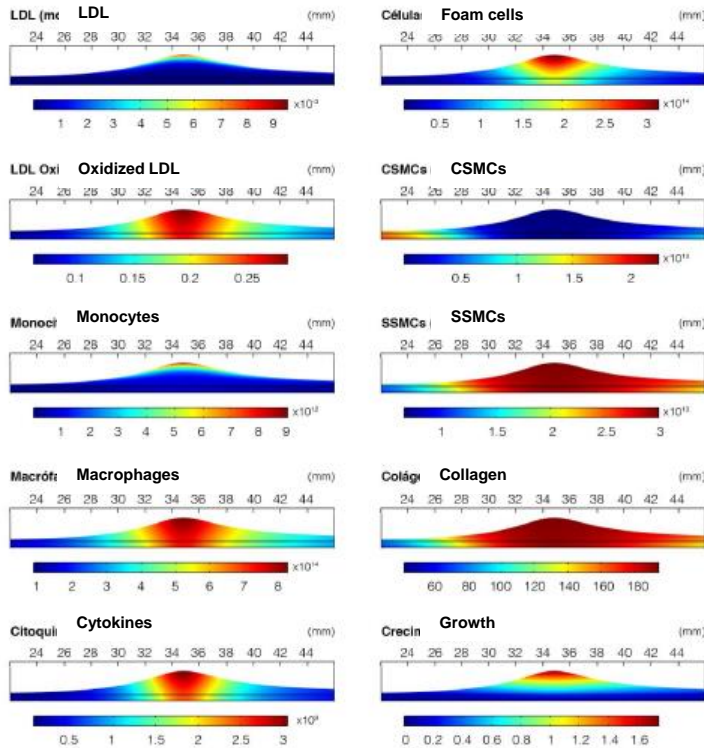 LDL (mo LDL (mm)
24 26 28 30 32 34 36 38 40 42 44
x10⁻³
1 2 3 4 5 6 7 8 9
Célula Foam cells (mm)
24 26 28 30 32 34 36 38 40 42 44
x10¹⁴
0.5 1 1.5 2 2.5 3
LDL Oxi Oxidized LDL (mm)
24 26 28 30 32 34 36 38 40 42 44
0.1 0.15 0.2 0.25
CSMCs CSMCs (mm)
24 26 28 30 32 34 36 38 40 42 44
x10¹³
0.5 1 1.5 2
Monoci Monocytes (mm)
24 26 28 30 32 34 36 38 40 42 44
x10¹²
1 2 3 4 5 6 7 8 9
SSMCs ( SSMCs (mm)
24 26 28 30 32 34 36 38 40 42 44
x10¹³
1 1.5 2 2.5 3
Macrófa Macrophages (mm)
24 26 28 30 32 34 36 38 40 42 44
x10¹⁴
1 2 3 4 5 6 7 8
Colág Collagen (mm)
24 26 28 30 32 34 36 38 40 42 44
60 80 100 120 140 160 180
Citoqui Cytokines (mm)
24 26 28 30 32 34 36 38 40 42 44
x10⁹
0.5 1 1.5 2 2.5 3
Crecin Growth (mm)
24 26 28 30 32 34 36 38 40 42 44
0 0.2 0.4 0.6 0.8 1 1.2 1.4 1.6